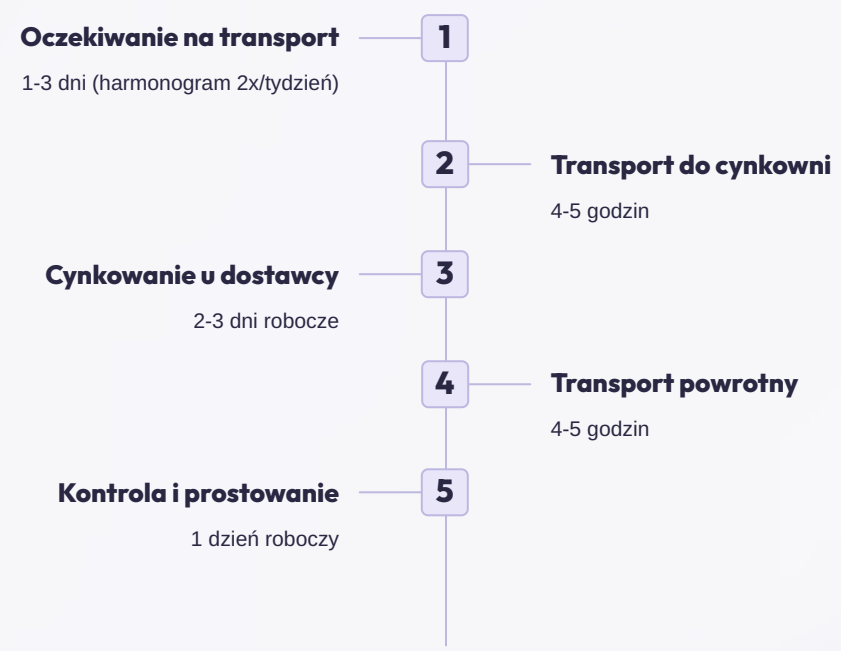 Oczekiwanie na transport
1
1-3 dni (harmonogram 2x/tydzień)
2
Transport do cynkowni
4-5 godzin
Cynkowanie u dostawcy
3
2-3 dni robocze
4
Transport powrotny
4-5 godzin
Kontrola i prostowanie
5
1 dzień roboczy